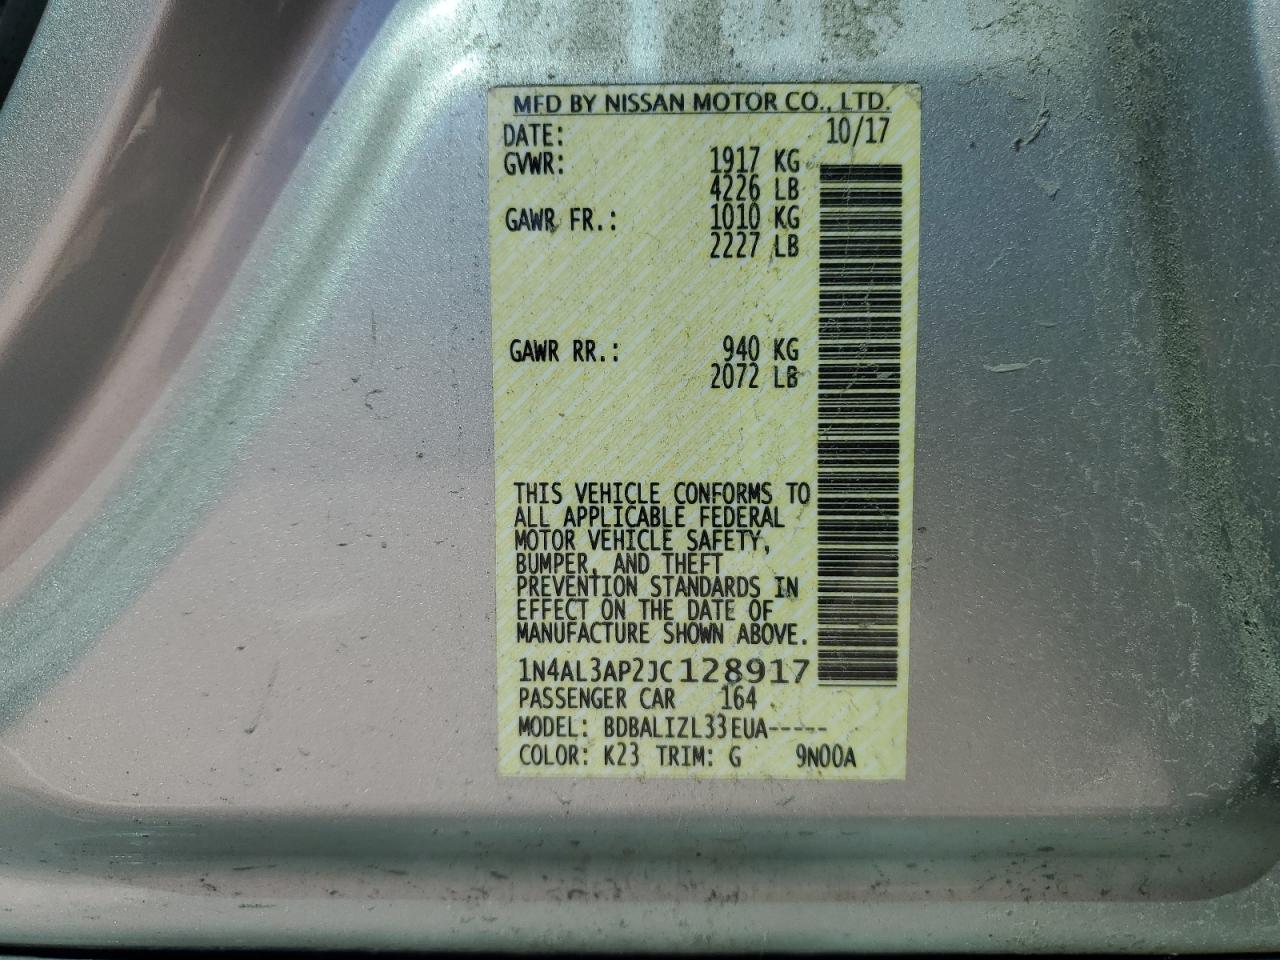 MFD BY NISSAN MOTOR CO., LTD.
DATE: 10/17
GVWR: 1917 KG
4226 LB
GAWR FR.: 1010 KG
2227 LB
GAWR RR.: 940 KG
2072 LB
THIS VEHICLE CONFORMS TO
ALL APPLICABLE FEDERAL
MOTOR VEHICLE SAFETY,
BUMPER, AND THEFT
PREVENTION STANDARDS IN
EFFECT ON THE DATE OF
MANUFACTURE SHOWN ABOVE.
1N4AL3AP2JC128917
PASSENGER CAR 164
MODEL: BDBALIZL33EUA-----
COLOR: K23 TRIM: G 9N00A